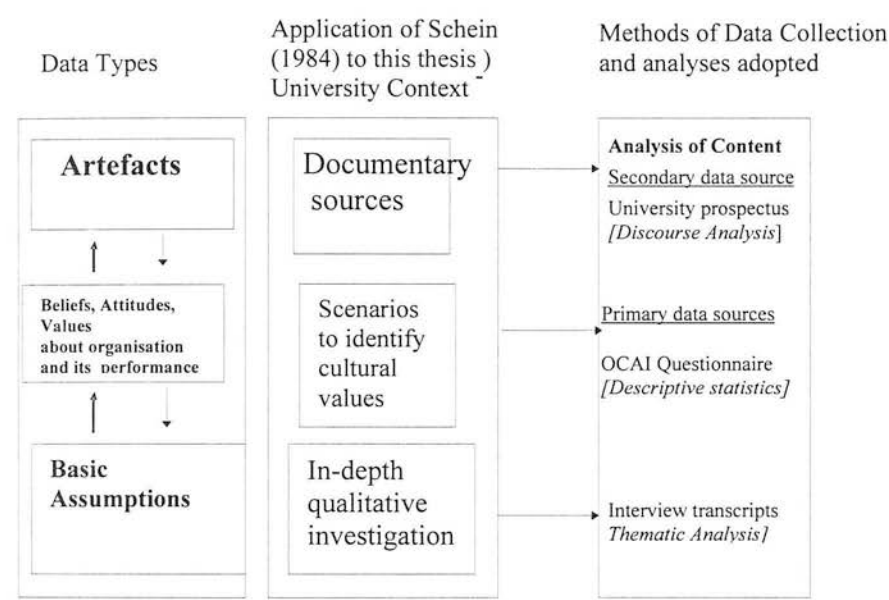 Data Types
Application of Schein
(1984) to this thesis )
University Context -
Methods of Data Collection
and analyses adopted
Artefacts
Beliefs, Attitudes,
Values
about organisation
and its performance
Basic
Assumptions
Documentary
sources
Scenarios
to identify
cultural
values
In-depth
qualitative
investigation
Analysis of Content
Secondary data source
University prospectus
[Discourse Analysis]
Primary data sources
OCAI Questionnaire
[Descriptive statistics]
Interview transcripts
Thematic Analysis]